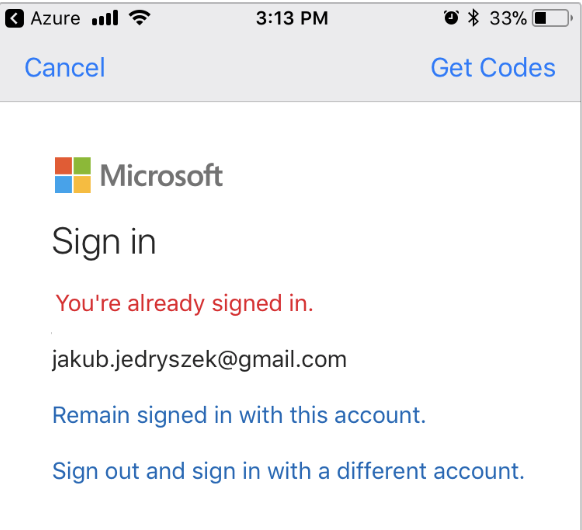 Azure 3:13 PM 33%
Cancel Get Codes
Microsoft
Sign in
You're already signed in.
jakub.jedryszek@gmail.com
Remain signed in with this account.
Sign out and sign in with a different account.